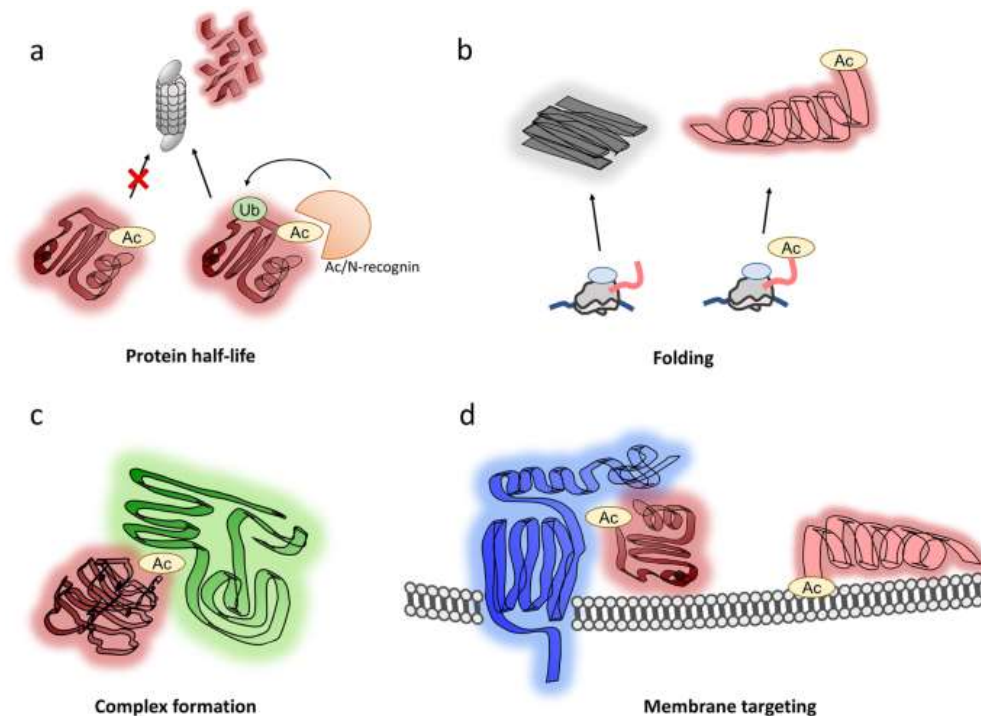 a
Ac
Ub
Ac
Ac/N-recognin
Protein half-life
b
Ac
Ac
Folding
c
Ac
Complex formation
d
Ac
Ac
Membrane targeting